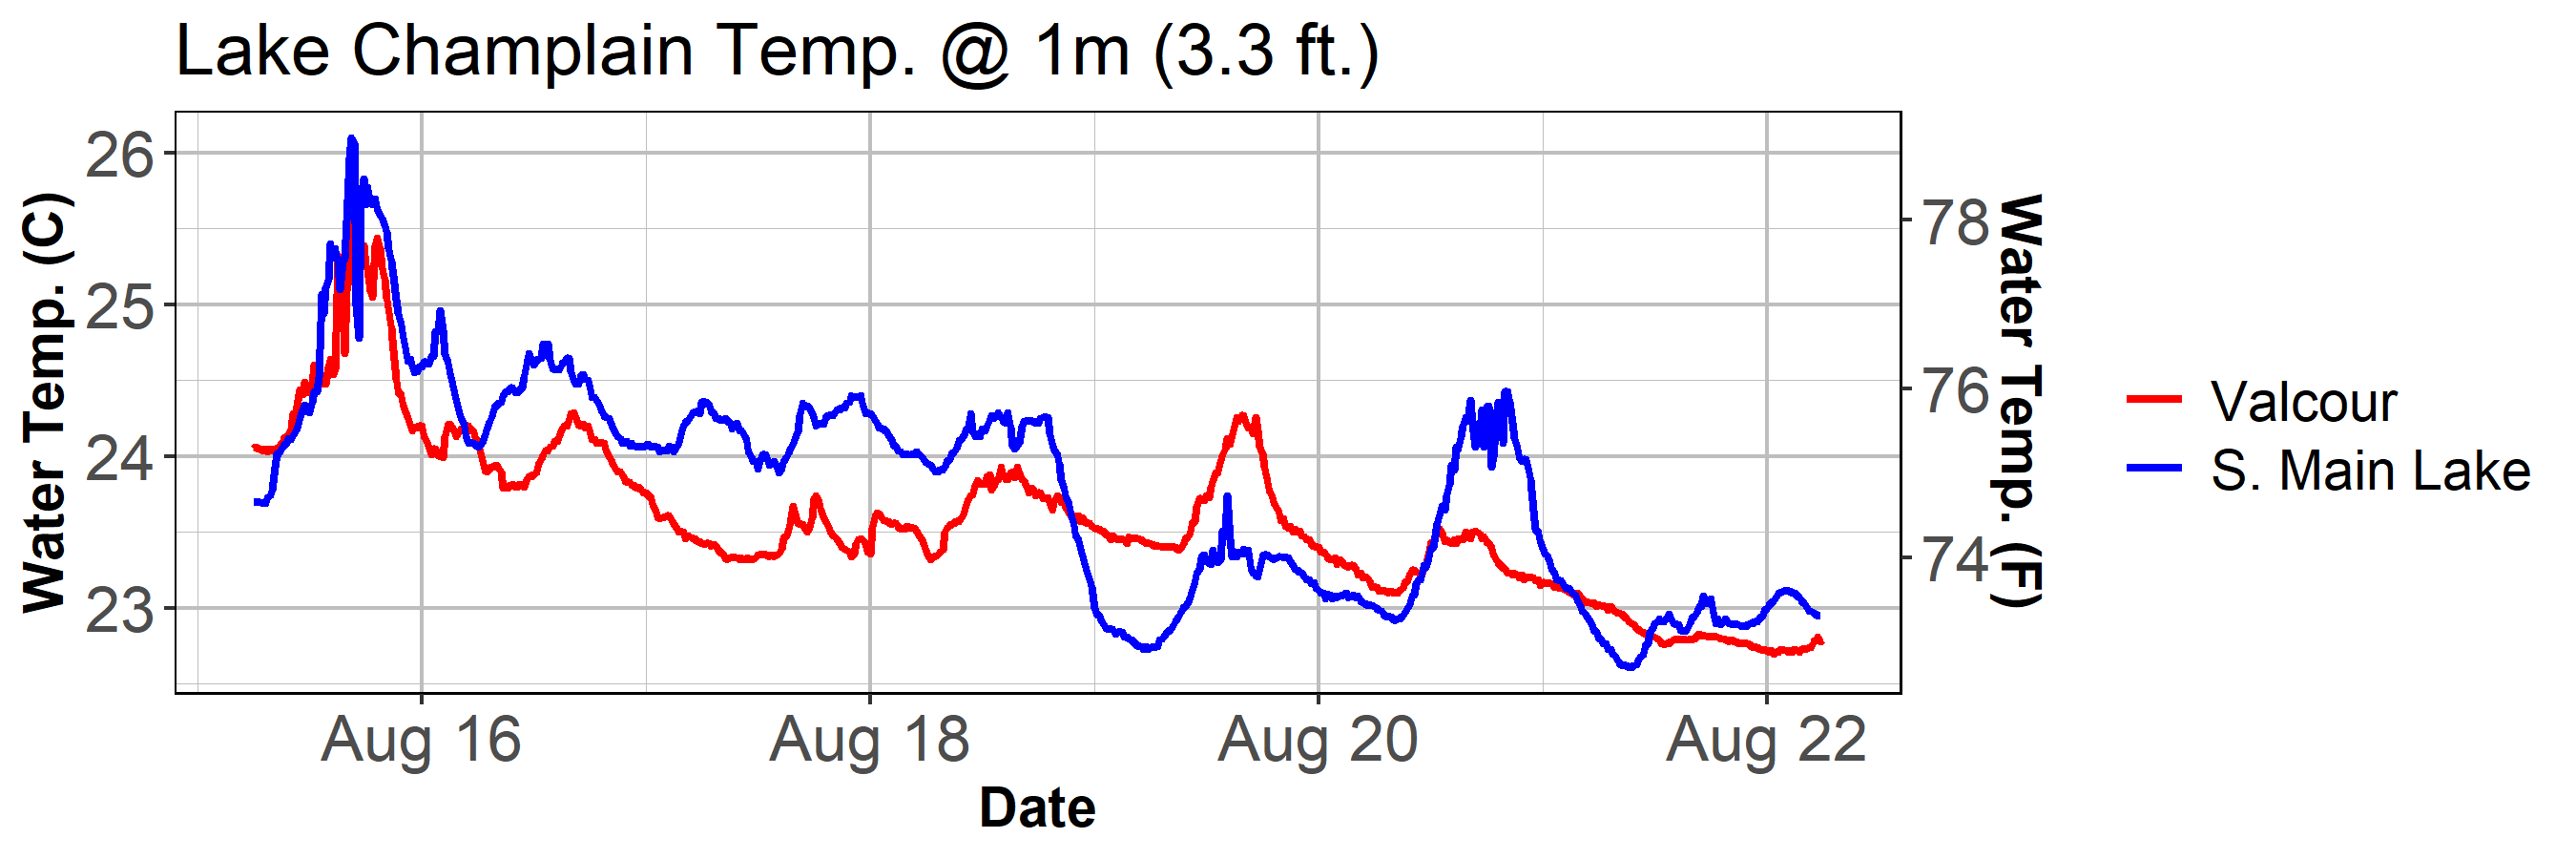 Lake Champlain Temp. @ 1m (3.3 ft.)
Water Temp. (C)
26
25
24
23
78
76
74
Water Temp. (F)
Aug 16
Aug 18
Aug 20
Aug 22
Date
Valcour
S. Main Lake